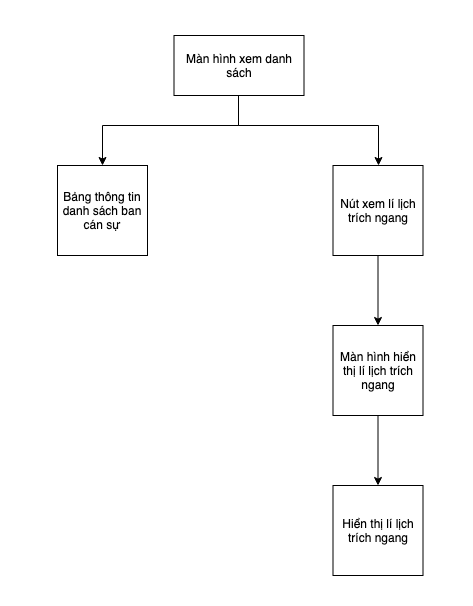 Màn hình xem danh
sách
Bảng thông tin
danh sách ban
cán sự
Nút xem lí lịch
trích ngang
Màn hình hiển
thị lí lịch trích
ngang
Hiển thị lí lịch
trích ngang